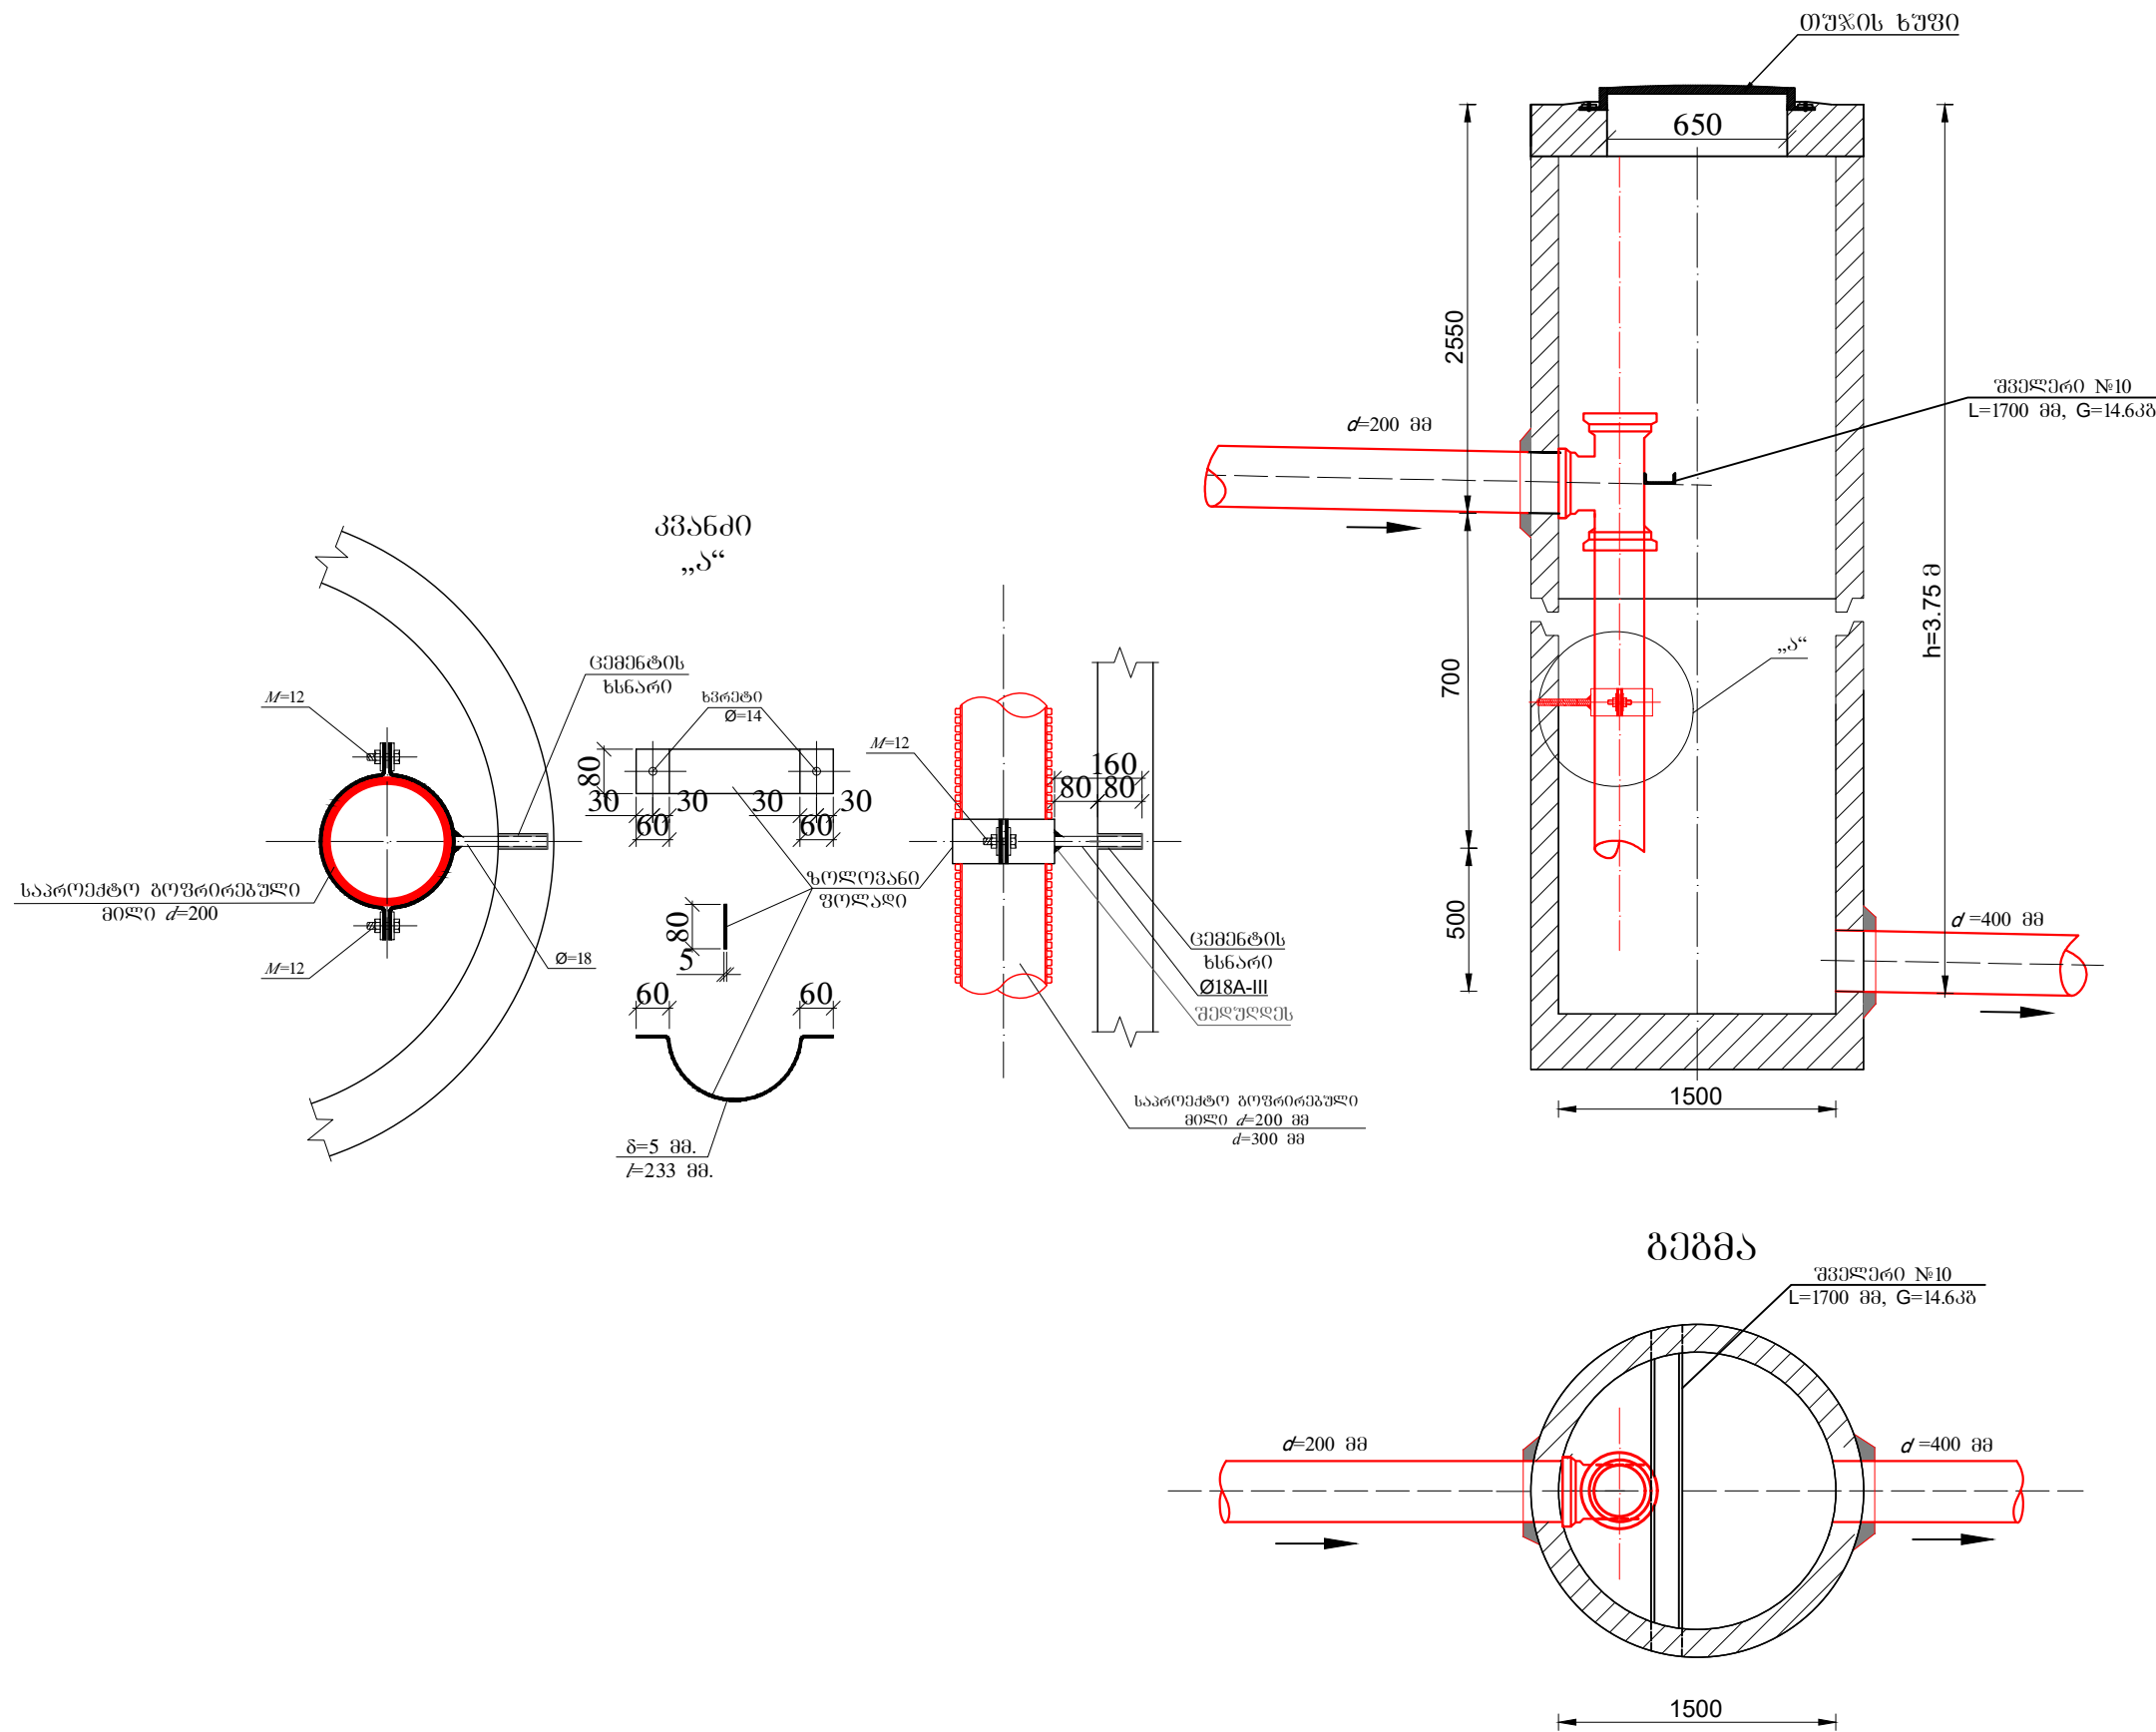 თუჯის ხუფი
650
2550
შველერი №10
L=1700 მმ, G=14.6კგ
d=200 მმ
კვანძი
„ა“
h=3.75 მ
ცემენტის
ხსნარი
„ა“
M=12
ხვრეტი
Ø=14
700
M=12
80
160
80 80
30 30 30 30
60 60
საპროექტო გოფრირებული
მილი d=200
ზოლოვანი
ფოლადი
80
5
500
d =400 მმ
ცემენტის
ხსნარი
Ø18A-III
შედუღდეს
M=12
Ø=18
60 60
1500
საპროექტო გოფრირებული
მილი d=200 მმ
d=300 მმ
δ=5 მმ.
l=233 მმ.
გეგმა
შველერი №10
L=1700 მმ, G=14.6კგ
d=200 მმ
d =400 მმ
1500